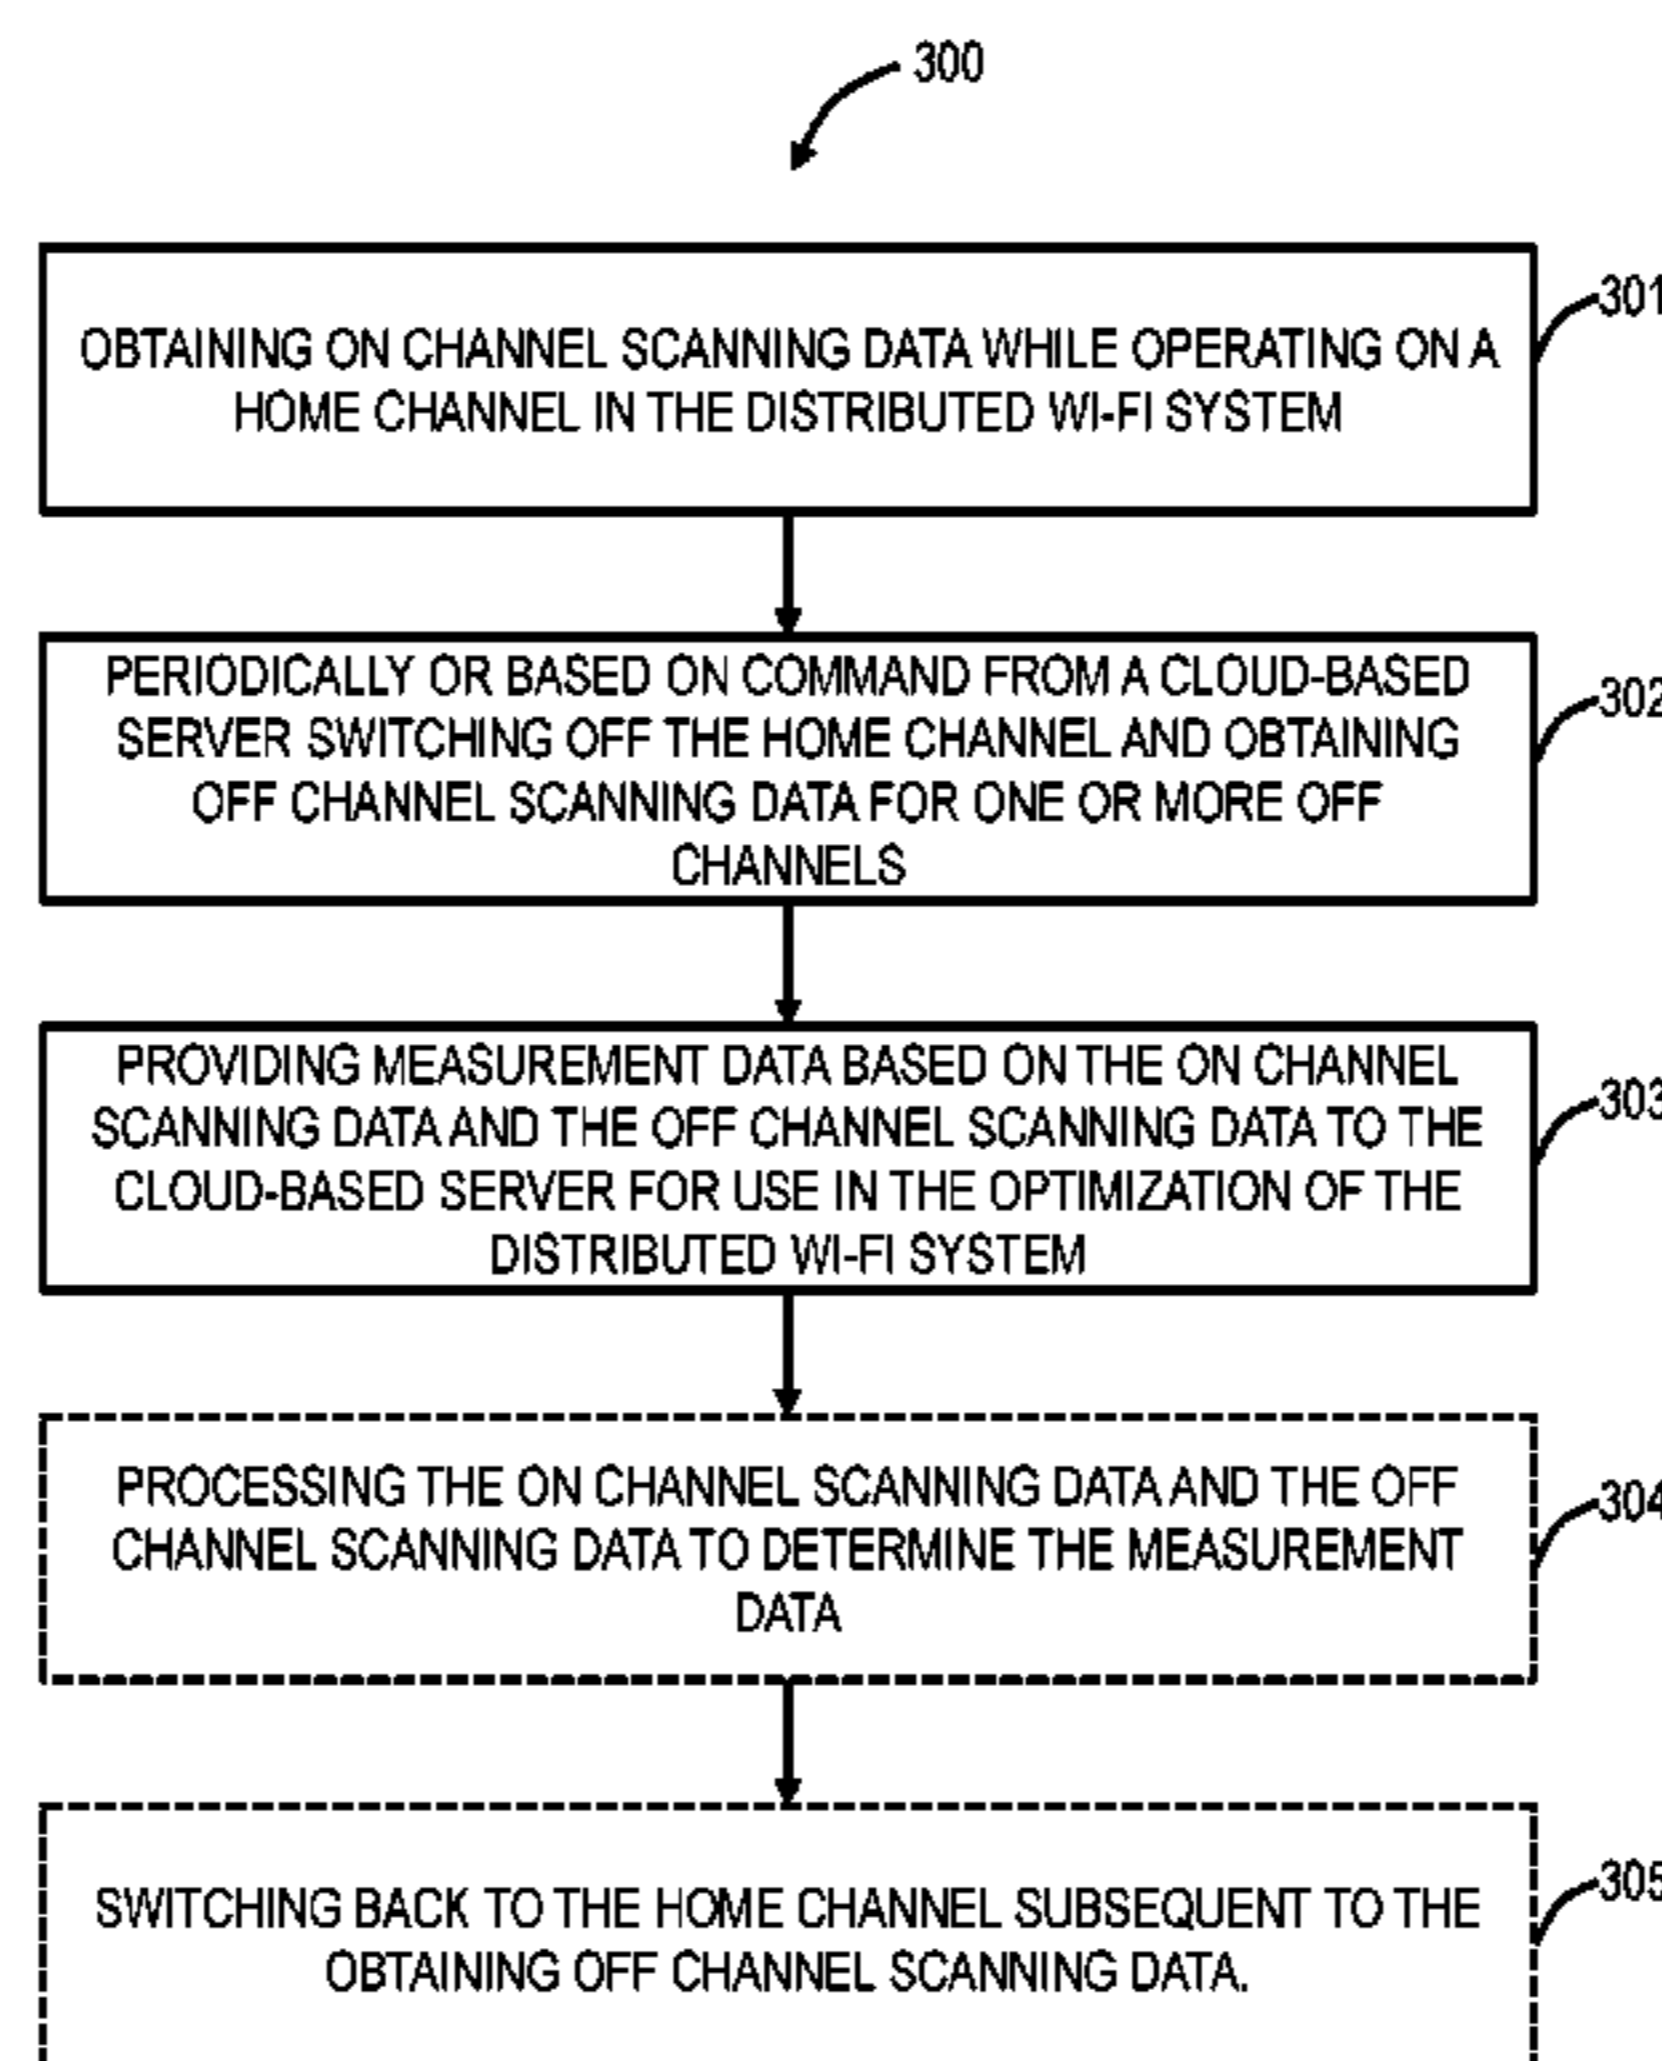 300
OBTAINING ON CHANNEL SCANNING DATA WHILE OPERATING ON A
HOME CHANNEL IN THE DISTRIBUTED WI-FI SYSTEM
301
PERIODICALLY OR BASED ON COMMAND FROM A CLOUD-BASED
SERVER SWITCHING OFF THE HOME CHANNEL AND OBTAINING
OFF CHANNEL SCANNING DATA FOR ONE OR MORE OFF
CHANNELS
302
PROVIDING MEASUREMENT DATA BASED ON THE ON CHANNEL
SCANNING DATA AND THE OFF CHANNEL SCANNING DATA TO THE
CLOUD-BASED SERVER FOR USE IN THE OPTIMIZATION OF THE
DISTRIBUTED WI-FI SYSTEM
303
PROCESSING THE ON CHANNEL SCANNING DATA AND THE OFF
CHANNEL SCANNING DATA TO DETERMINE THE MEASUREMENT
DATA
304
SWITCHING BACK TO THE HOME CHANNEL SUBSEQUENT TO THE
OBTAINING OFF CHANNEL SCANNING DATA.
305